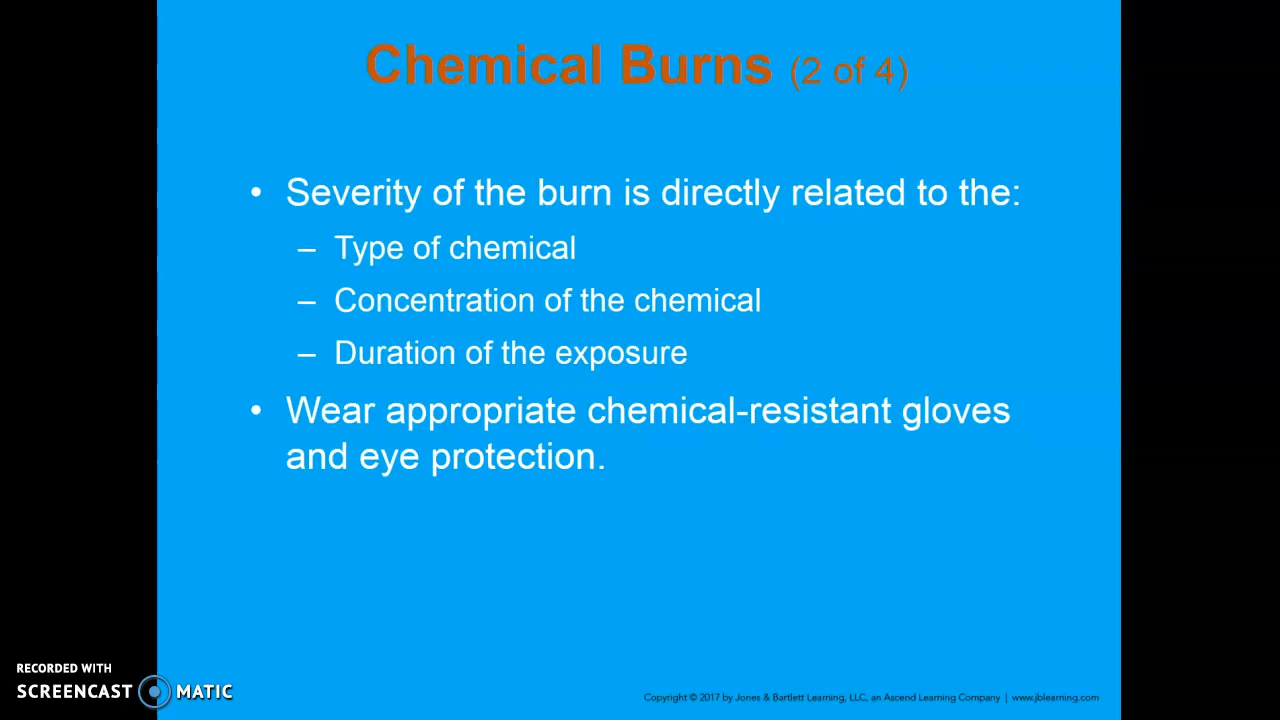 Chemical Burns (2 of 4)
• Severity of the burn is directly related to the:
– Type of chemical
– Concentration of the chemical
– Duration of the exposure
• Wear appropriate chemical-resistant gloves
and eye protection.
RECORDED WITH
SCREENCAST MATIC
Copyright © 2017 by Jones & Bartlett Learning, LLC, an Ascend Learning Company | www.jblearning.com